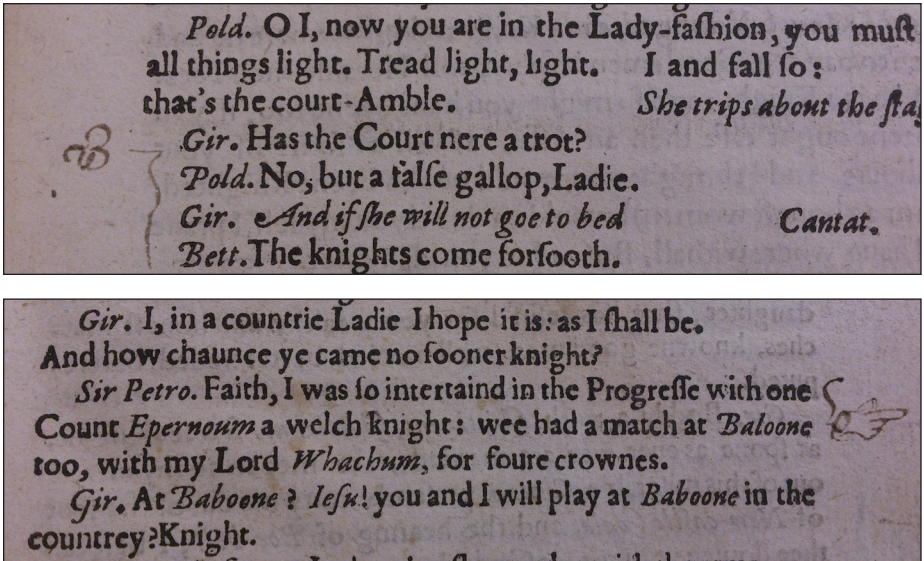 Pold. O I, now you are in the Lady-faſhion, you muſt
all things light. Tread light, light. I and fall ſo:
that's the court-Amble. She trips about the ſta
Gir. Has the Court nere a trot?
Pold. No, but a falſe gallop, Ladie.
Gir. And if ſhe will not goe to bed Cantat.
Bett. The knights come forſooth.
Gir. I, in a countrie Ladie I hope it is: as I ſhall be.
And how chaunce ye came no ſooner knight?
Sir Petro. Faith, I was ſo intertaind in the Progreſſe with one
Count Epernoum a welch knight: wee had a match at Baloone
too, with my Lord Whachum, for foure crownes.
Gir. At Baboone? Ieſu! you and I will play at Baboone in the
countrey? Knight.